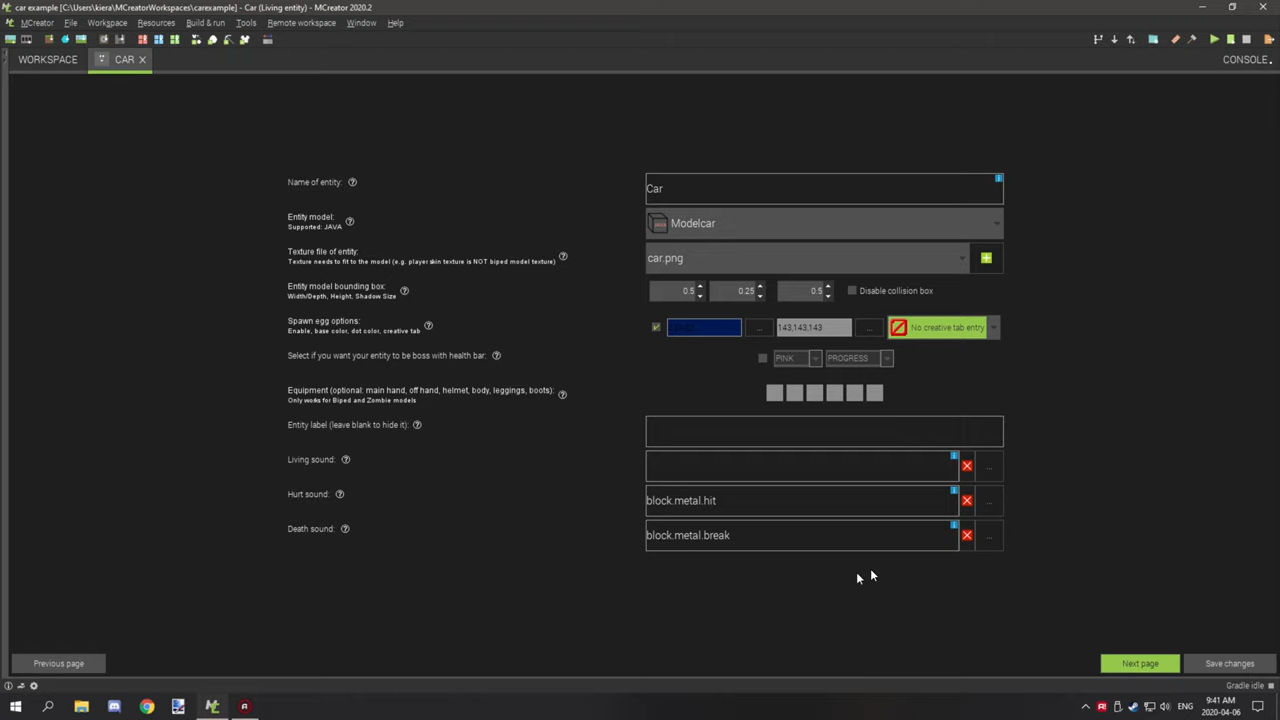 car example [C:\Users\kiera\MCreatorWorkspaces\carexample] - Car (Living entity) - MCreator 2020.2
MCreator File Workspace Resources Build & run Tools Remote workspace Window Help
WORKSPACE CAR CONSOLE
Name of entity: Car
Entity model:
Supported: JAVA
Modelcar
Texture file of entity:
Texture needs to fit to the model (e.g. player skin texture is NOT biped model texture)
car.png
Entity model bounding box:
Width/Depth, Height, Shadow Size
0.5 0.25 0.5 Disable collision box
Spawn egg options:
Enable, base color, dot color, creative tab
... 143,143,143 ... No creative tab entry
Select if you want your entity to be boss with health bar: PINK PROGRESS
Equipment (optional: main hand, off hand, helmet, body, leggings, boots):
Only works for Biped and Zombie models
Entity label (leave blank to hide it):
Living sound: ...
Hurt sound: block.metal.hit ...
Death sound: block.metal.break ...
Previous page Next page Save changes
Gradle idle
ENG 9:41 AM
2020-04-06